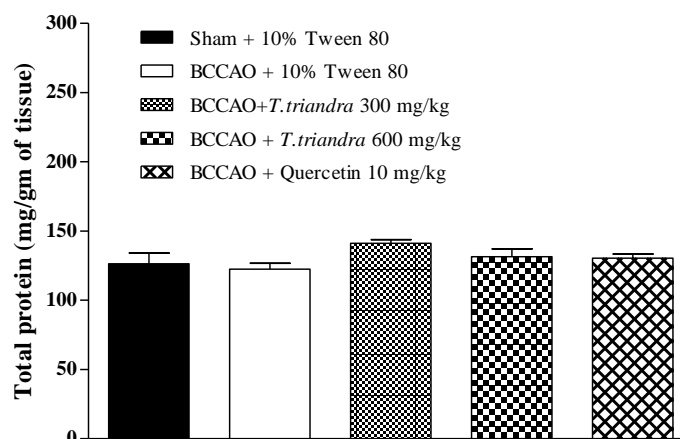 Total protein (mg/gm of tissue)
300
250
200
150
100
50
0
Sham + 10% Tween 80
BCCAO + 10% Tween 80
BCCAO+T.triandra 300 mg/kg
BCCAO + T.triandra 600 mg/kg
BCCAO + Quercetin 10 mg/kg